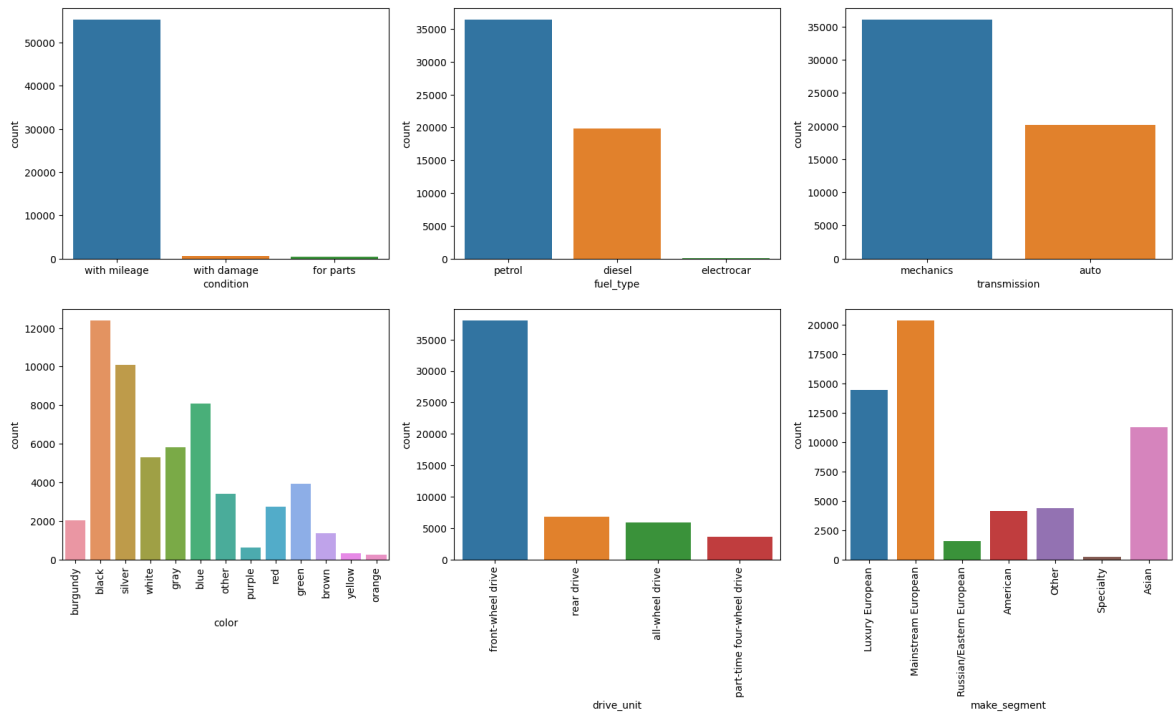 50000
40000
30000
20000
10000
0
count
with mileage
with damage
for parts
condition
35000
30000
25000
20000
15000
10000
5000
0
count
petrol
diesel
electrocar
fuel_type
35000
30000
25000
20000
15000
10000
5000
0
count
mechanics
auto
transmission
12000
10000
8000
6000
4000
2000
0
count
burgundy
black
silver
white
gray
blue
other
purple
red
green
brown
yellow
orange
color
35000
30000
25000
20000
15000
10000
5000
0
count
front-wheel drive
rear drive
all-wheel drive
part-time four-wheel drive
drive_unit
20000
17500
15000
12500
10000
7500
5000
2500
0
count
Luxury European
Mainstream European
Russian/Eastern European
American
Other
Specialty
Asian
make_segment